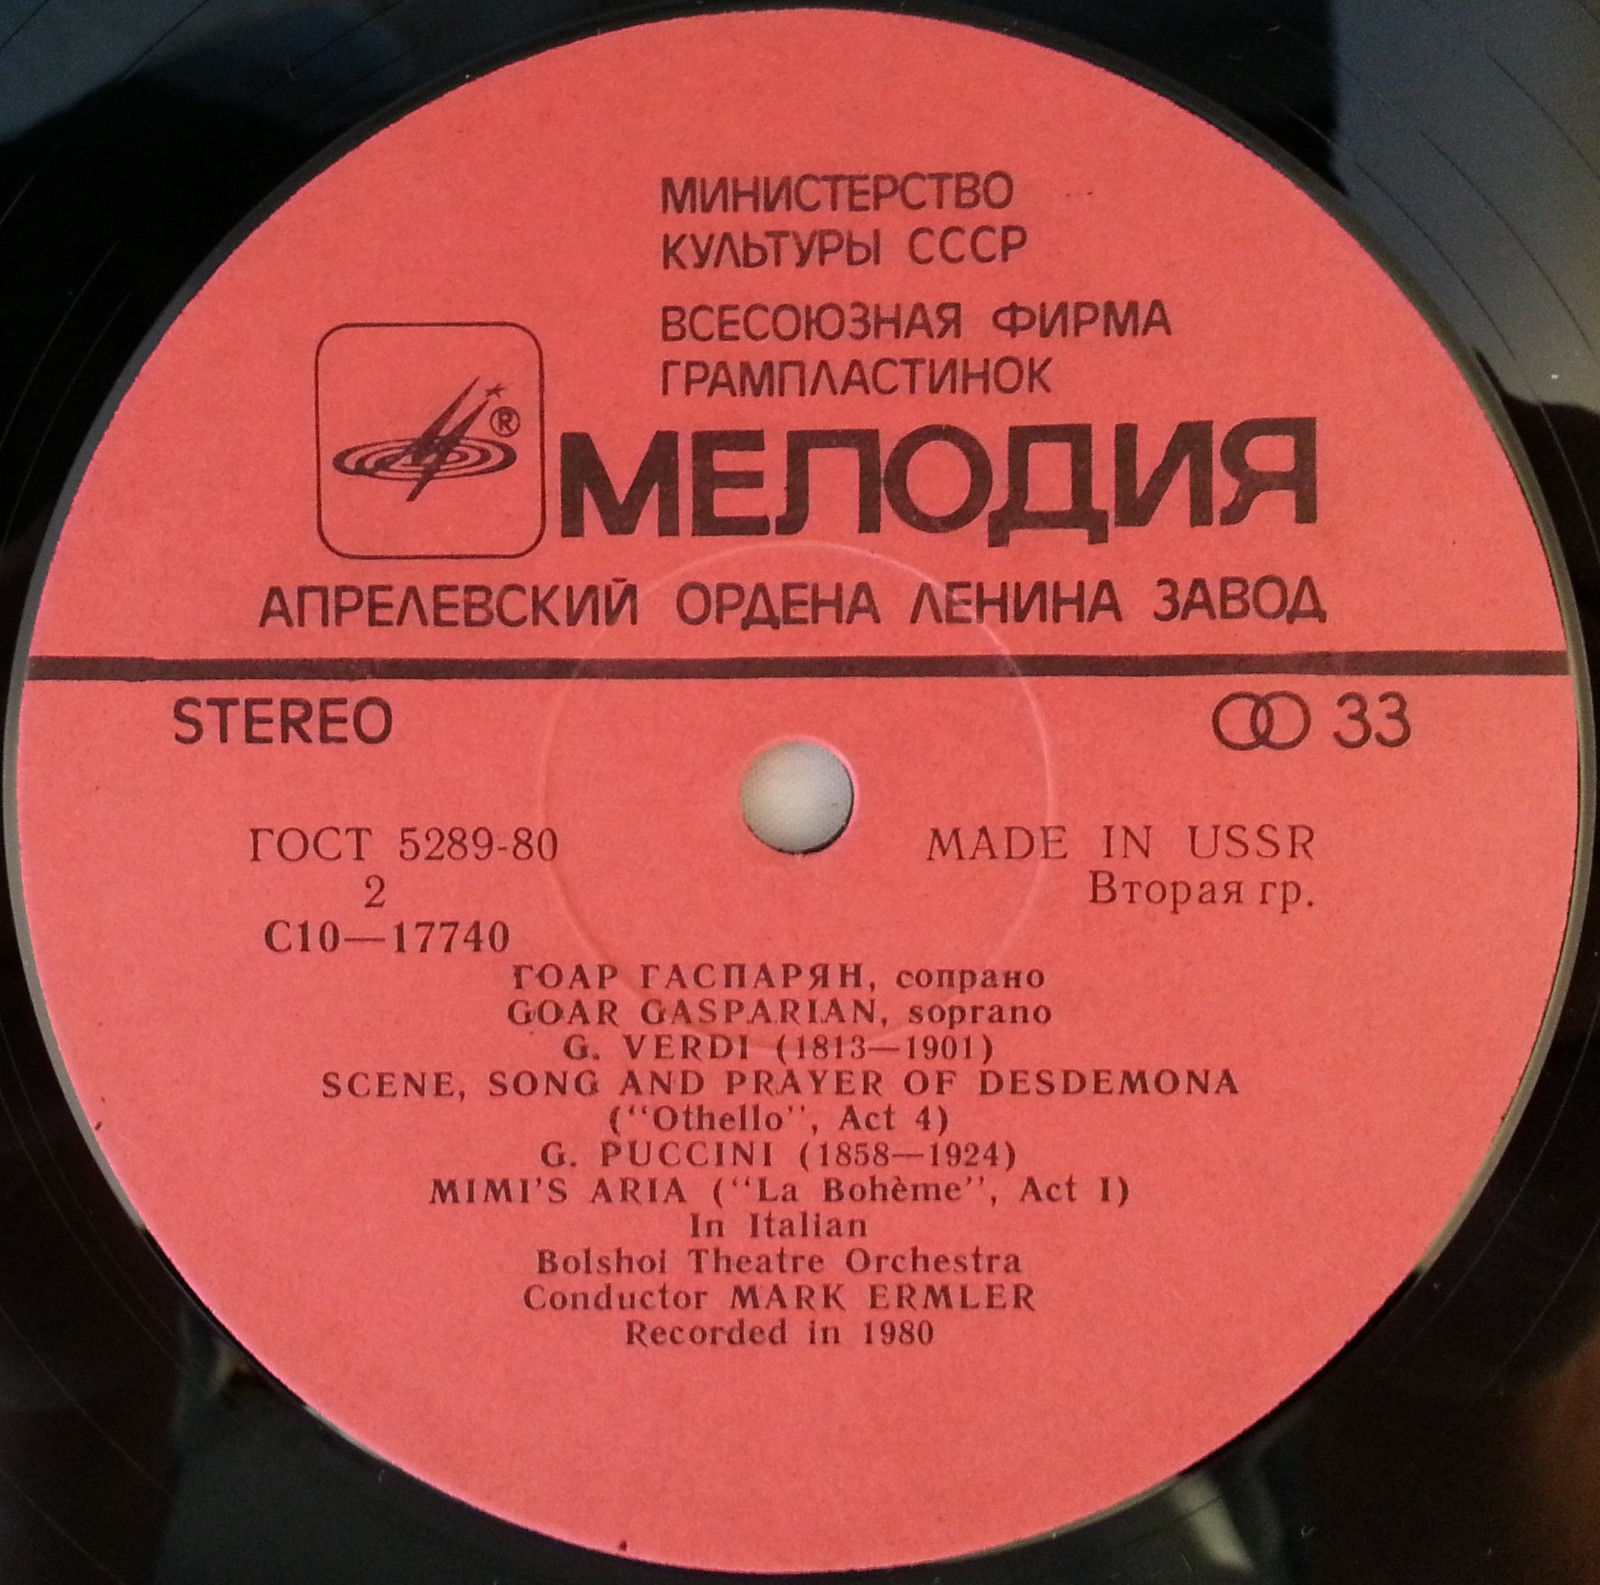 МИНИСТЕРСТВО
КУЛЬТУРЫ СССР
ВСЕСОЮЗНАЯ ФИРМА
ГРАМПЛАСТИНОК
®
МЕЛОДИЯ
АПРЕЛЕВСКИЙ ОРДЕНА ЛЕНИНА ЗАВОД
STEREO
33
ГОСТ 5289-80
MADE IN USSR
2
Вторая гр.
С10—17740
ГОАР ГАСПАРЯН, сопрано
GOAR GASPARIAN, soprano
G. VERDI (1813—1901)
SCENE, SONG AND PRAYER OF DESDEMONA
(“Othello”, Act 4)
G. PUCCINI (1858—1924)
MIMI'S ARIA (“La Bohème”, Act I)
In Italian
Bolshoi Theatre Orchestra
Conductor MARK ERMLER
Recorded in 1980